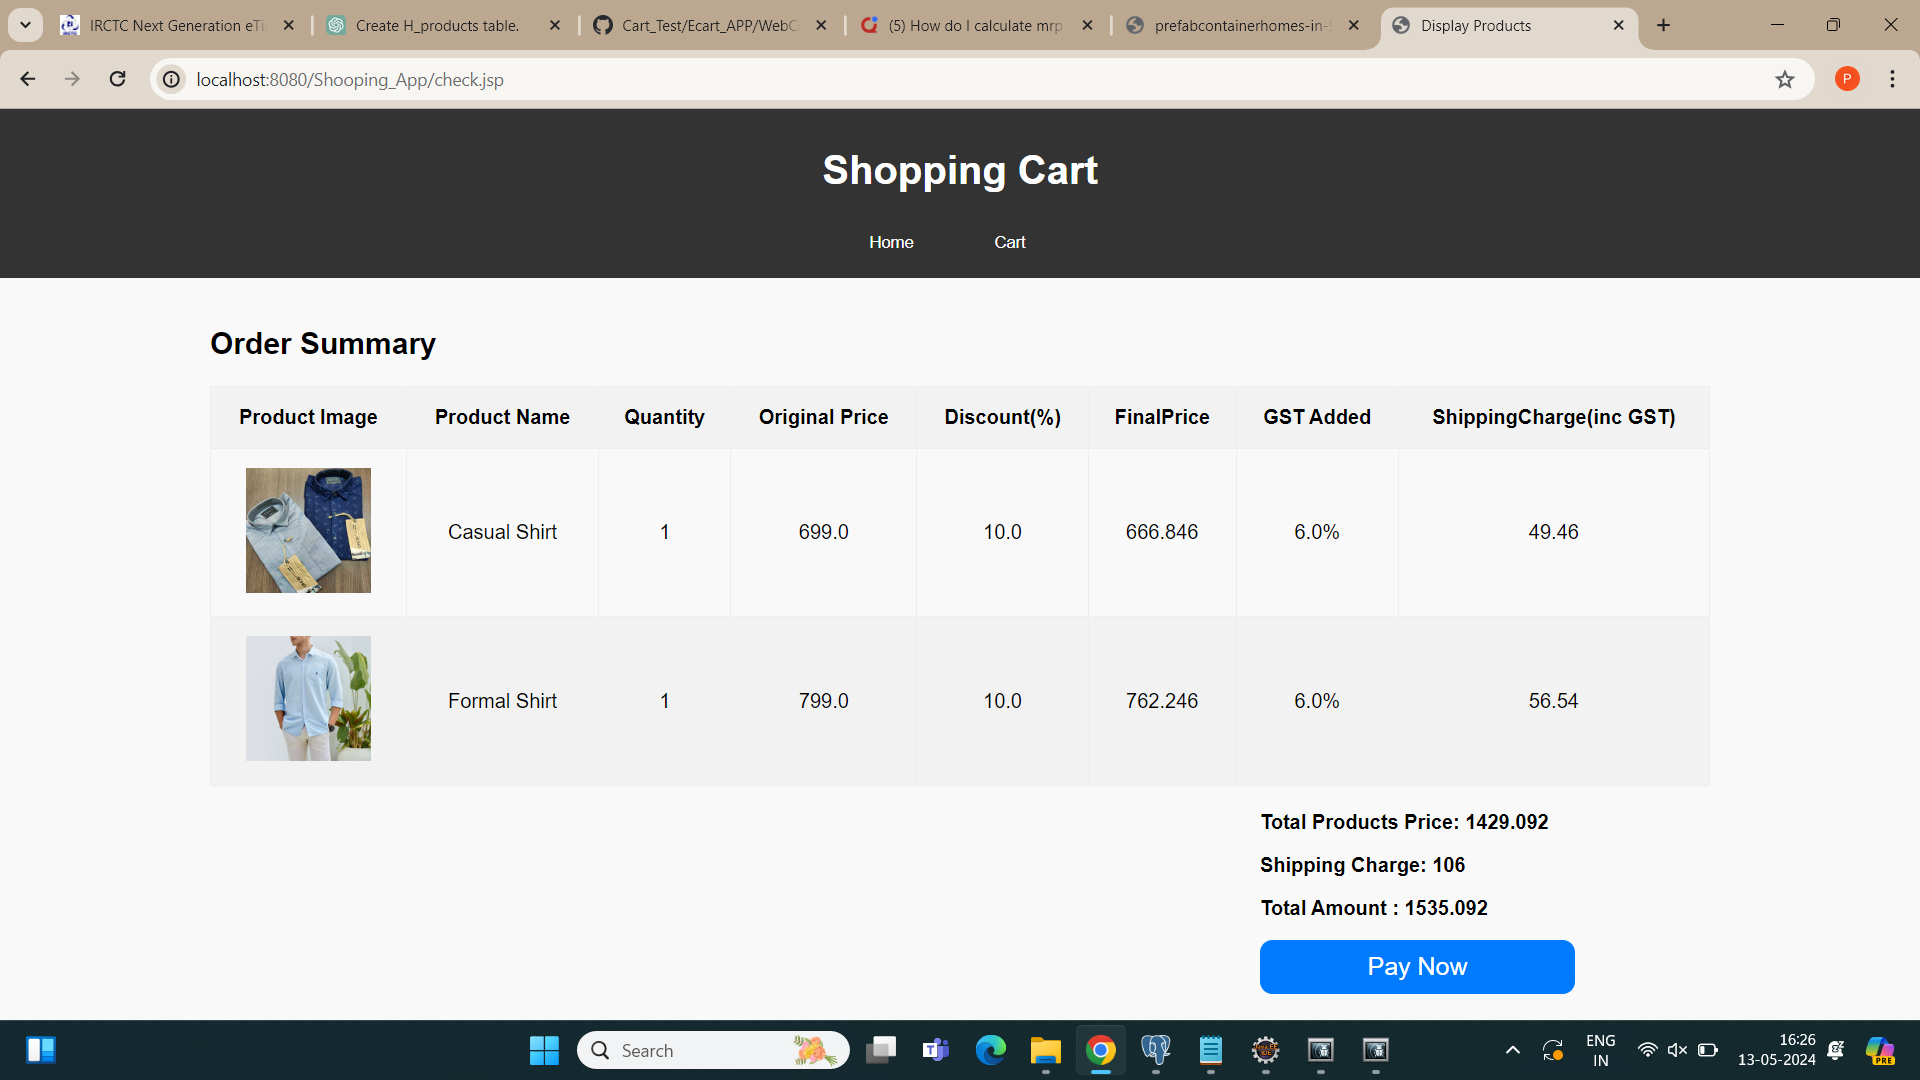 IRCTC Next Generation eTi
Create H_products table.
Cart_Test/Ecart_APP/WebC
(5) How do I calculate mrp
prefabcontainerhomes-in-
Display Products
localhost:8080/Shooping_App/check.jsp
P
Shopping Cart
Home Cart
Order Summary
Product Image Product Name Quantity Original Price Discount(%) FinalPrice GST Added ShippingCharge(inc GST)
Casual Shirt 1 699.0 10.0 666.846 6.0% 49.46
Formal Shirt 1 799.0 10.0 762.246 6.0% 56.54
Total Products Price: 1429.092
Shipping Charge: 106
Total Amount : 1535.092
Pay Now
Search
ENG
IN
16:26
13-05-2024
PRE